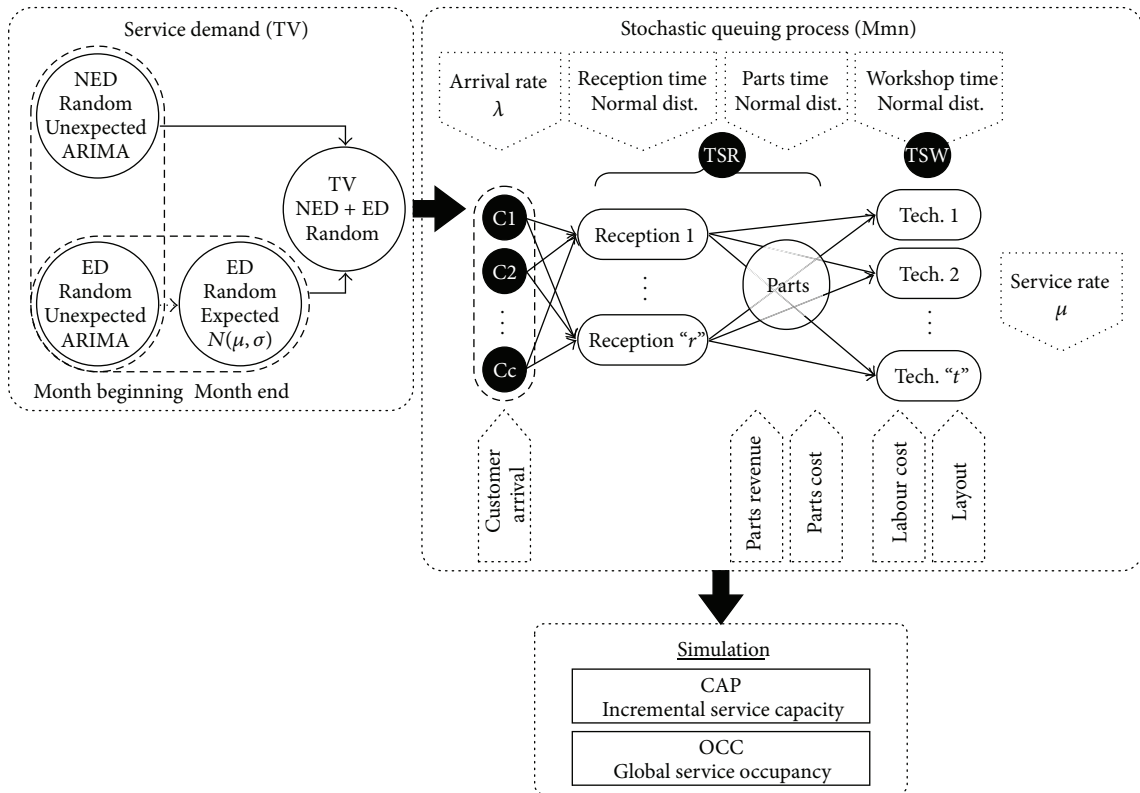 Service demand (TV)
NED
Random
Unexpected
ARIMA
ED
Random
Unexpected
ARIMA
ED
Random
Expected
N(μ, σ)
TV
NED + ED
Random
Month beginning
Month end
Stochastic queuing process (Mmn)
Arrival rate
λ
Reception time
Normal dist.
Parts time
Normal dist.
Workshop time
Normal dist.
TSR
TSW
C1
C2
⋮
Cc
Reception 1
⋮
Reception “r”
Parts
Tech. 1
Tech. 2
⋮
Tech. “t”
Service rate
μ
Customer
arrival
Parts revenue
Parts cost
Labour cost
Layout
Simulation
CAP
Incremental service capacity
OCC
Global service occupancy